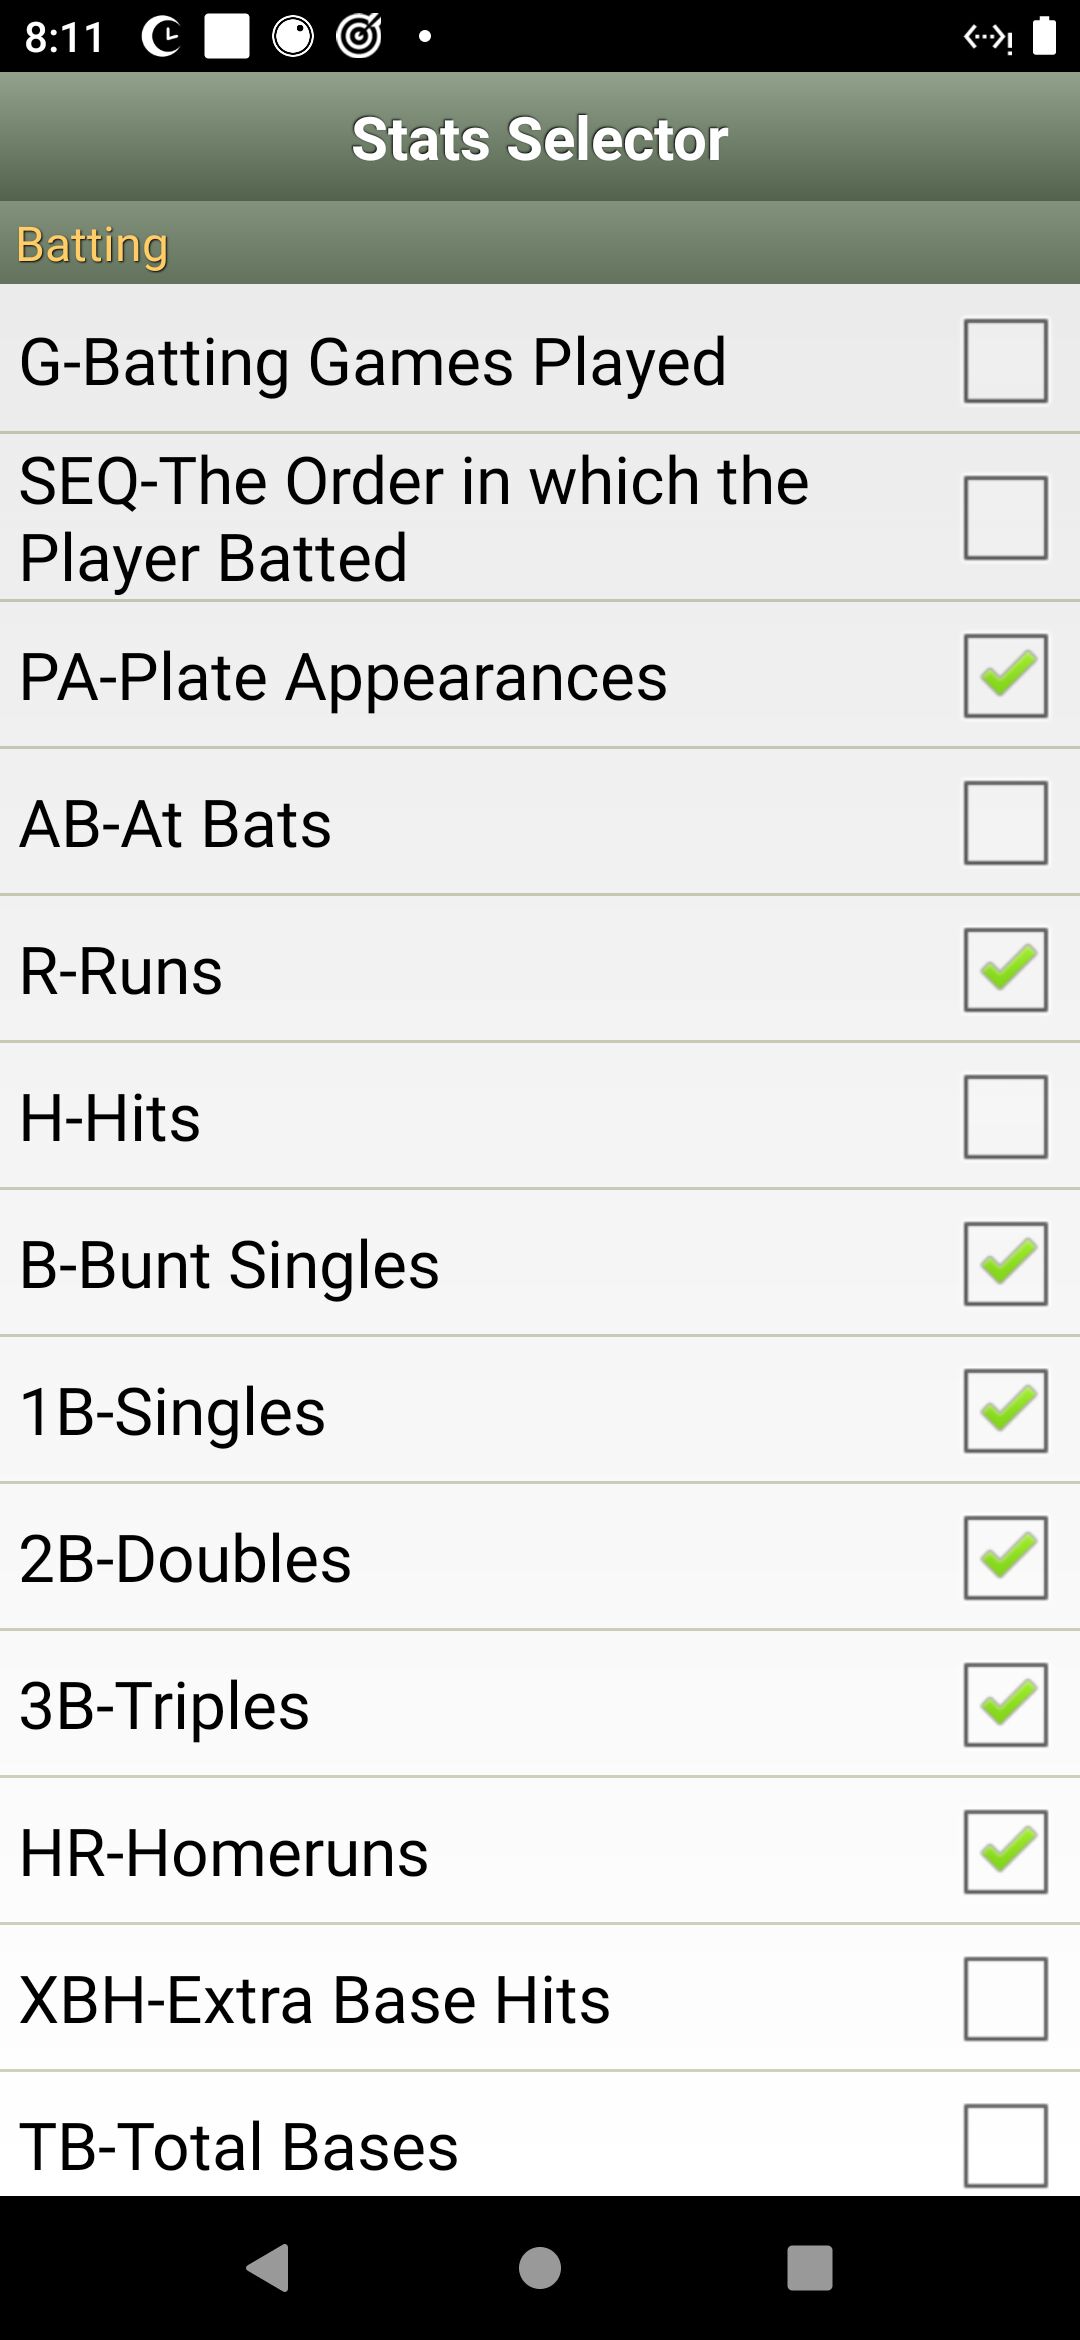 8:11
Stats Selector
Batting
G-Batting Games Played
SEQ-The Order in which the
Player Batted
PA-Plate Appearances
AB-At Bats
R-Runs
H-Hits
B-Bunt Singles
1B-Singles
2B-Doubles
3B-Triples
HR-Homeruns
XBH-Extra Base Hits
TB-Total Bases